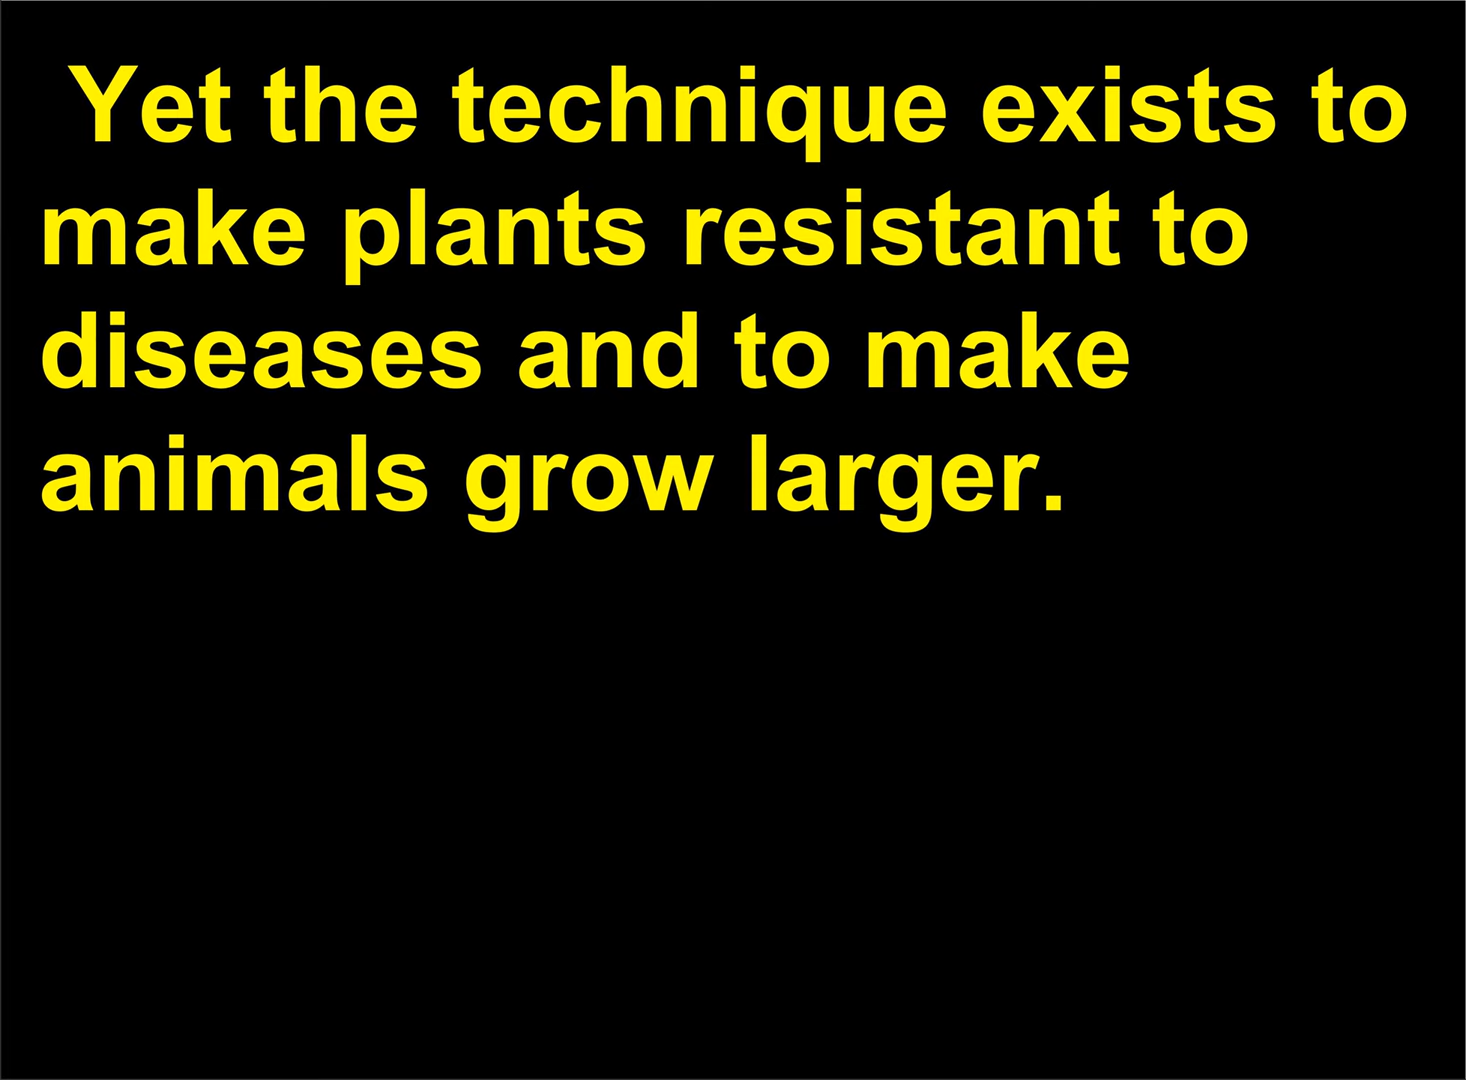 Yet the technique exists to
make plants resistant to
diseases and to make
animals grow larger.